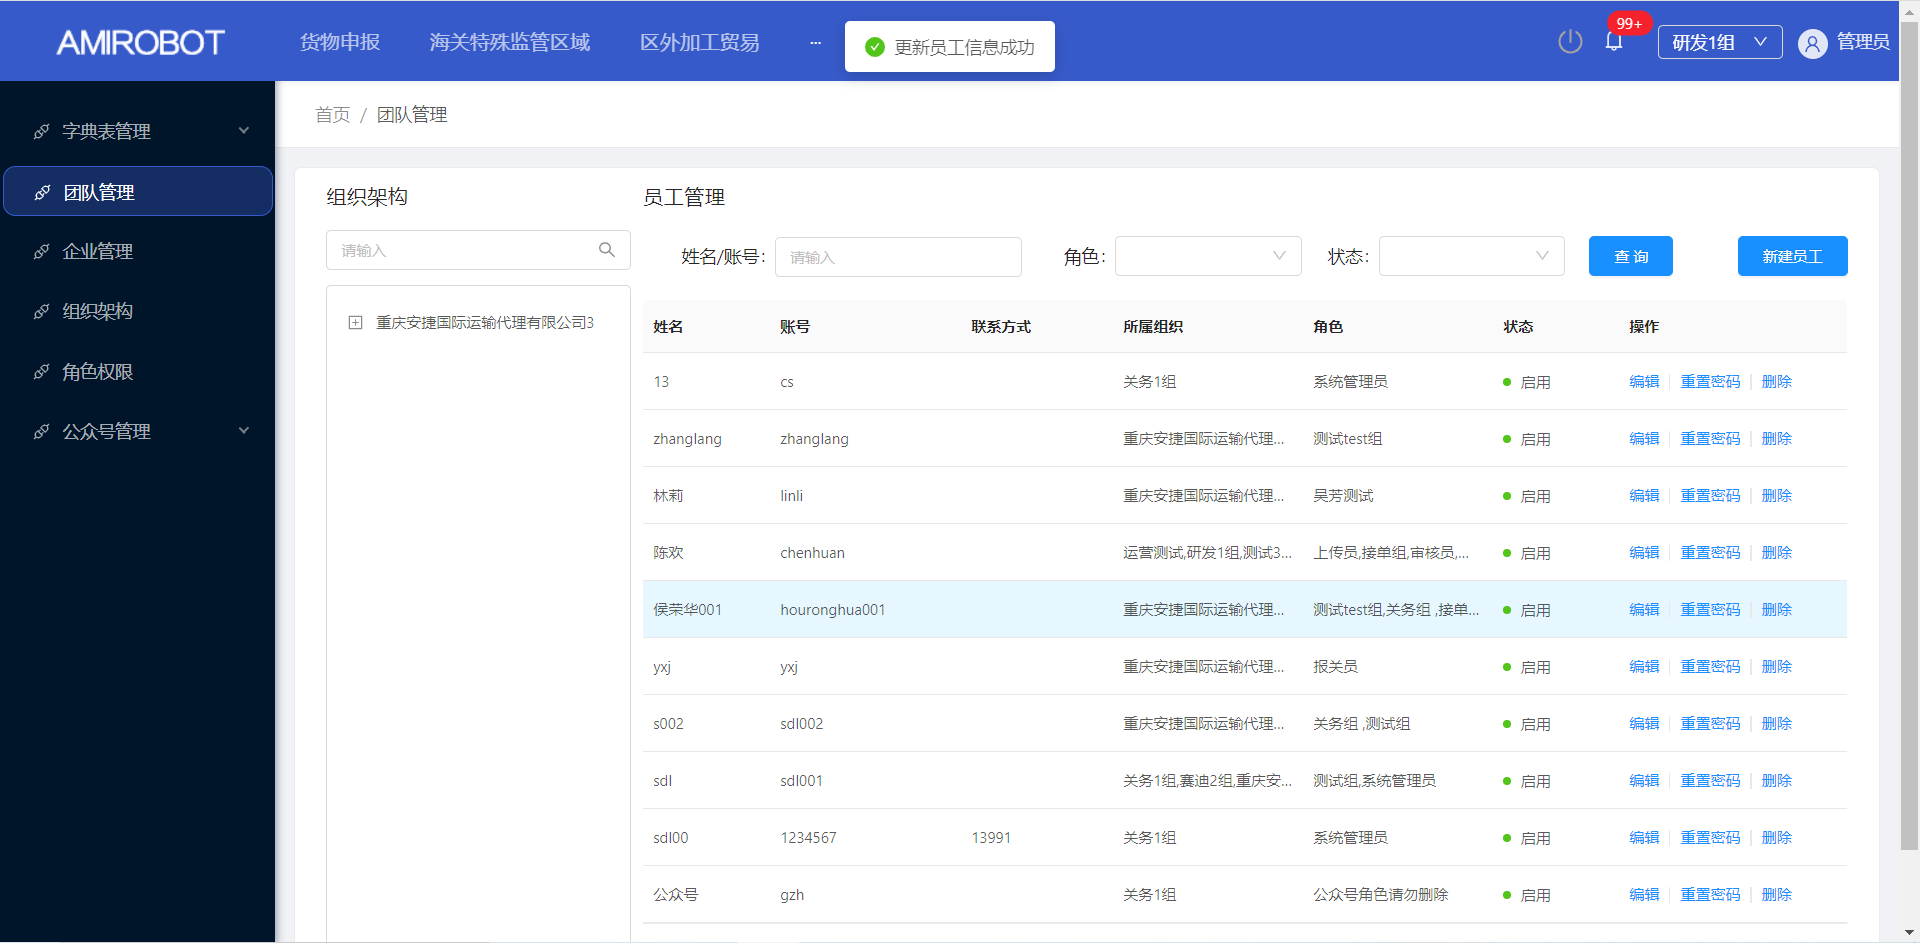 AMIROBOT
货物申报 海关特殊监管区域 区外加工贸易 ···
更新员工信息成功
99+
研发1组
管理员
字典表管理
团队管理
企业管理
组织架构
角色权限
公众号管理
首页 / 团队管理
组织架构
请输入
重庆安捷国际运输代理有限公司3
员工管理
姓名/账号: 请输入 角色: 状态: 查 询 新建员工
姓名 账号 联系方式 所属组织 角色 状态 操作
13 cs 关务1组 系统管理员 启用 编辑 重置密码 删除
zhanglang zhanglang 重庆安捷国际运输代理... 测试test组 启用 编辑 重置密码 删除
林莉 linli 重庆安捷国际运输代理... 吴芳测试 启用 编辑 重置密码 删除
陈欢 chenhuan 运营测试,研发1组,测试3... 上传员,接单组,审核员,... 启用 编辑 重置密码 删除
侯荣华001 houronghua001 重庆安捷国际运输代理... 测试test组,关务组 ,接单... 启用 编辑 重置密码 删除
yxj yxj 重庆安捷国际运输代理... 报关员 启用 编辑 重置密码 删除
s002 sdl002 重庆安捷国际运输代理... 关务组 ,测试组 启用 编辑 重置密码 删除
sdl sdl001 关务1组,赛迪2组,重庆安... 测试组,系统管理员 启用 编辑 重置密码 删除
sdl00 1234567 13991 关务1组 系统管理员 启用 编辑 重置密码 删除
公众号 gzh 关务1组 公众号角色请勿删除 启用 编辑 重置密码 删除